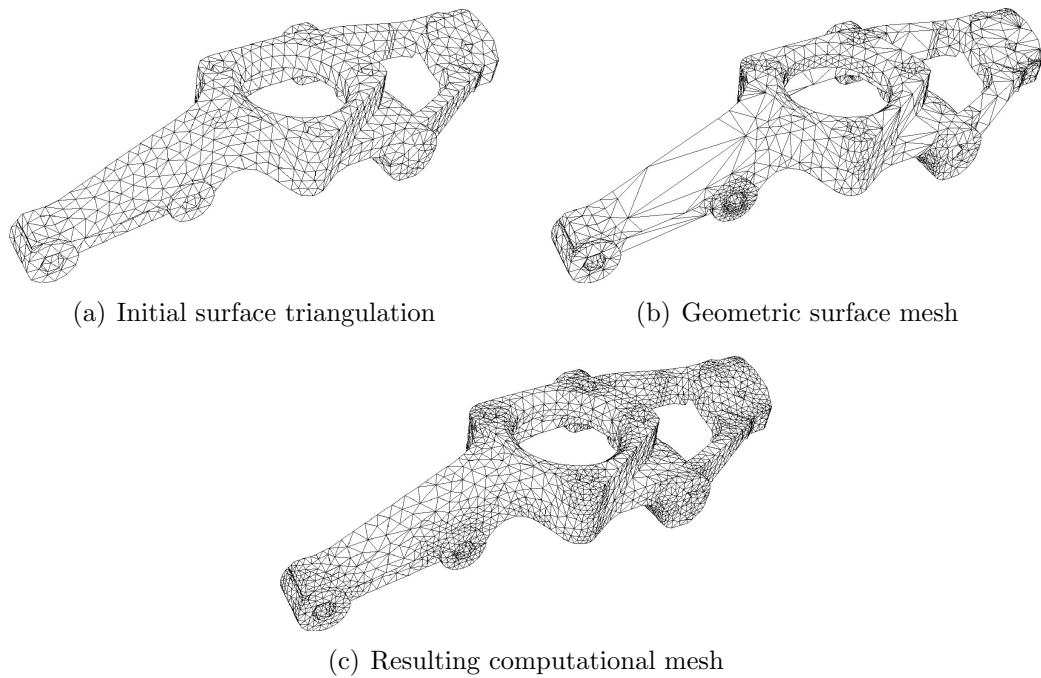 (a) Initial surface triangulation
(b) Geometric surface mesh
(c) Resulting computational mesh